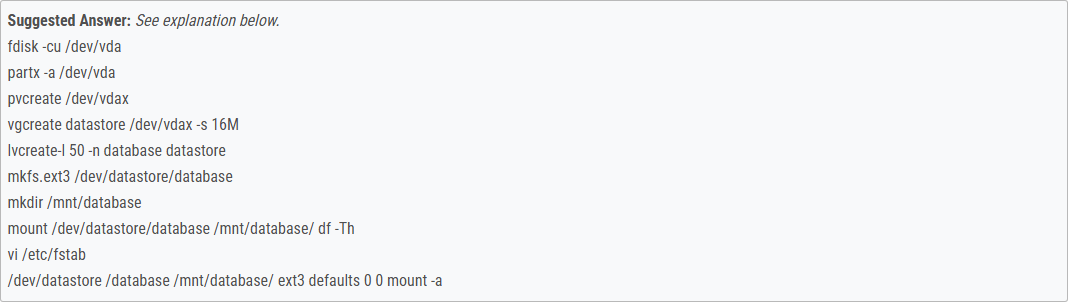 Suggested Answer: See explanation below.
fdisk -cu /dev/vda
partx -a /dev/vda
pvcreate /dev/vdax
vgcreate datastore /dev/vdax -s 16M
lvcreate-l 50 -n database datastore
mkfs.ext3 /dev/datastore/database
mkdir /mnt/database
mount /dev/datastore/database /mnt/database/ df -Th
vi /etc/fstab
/dev/datastore /database /mnt/database/ ext3 defaults 0 0 mount -a